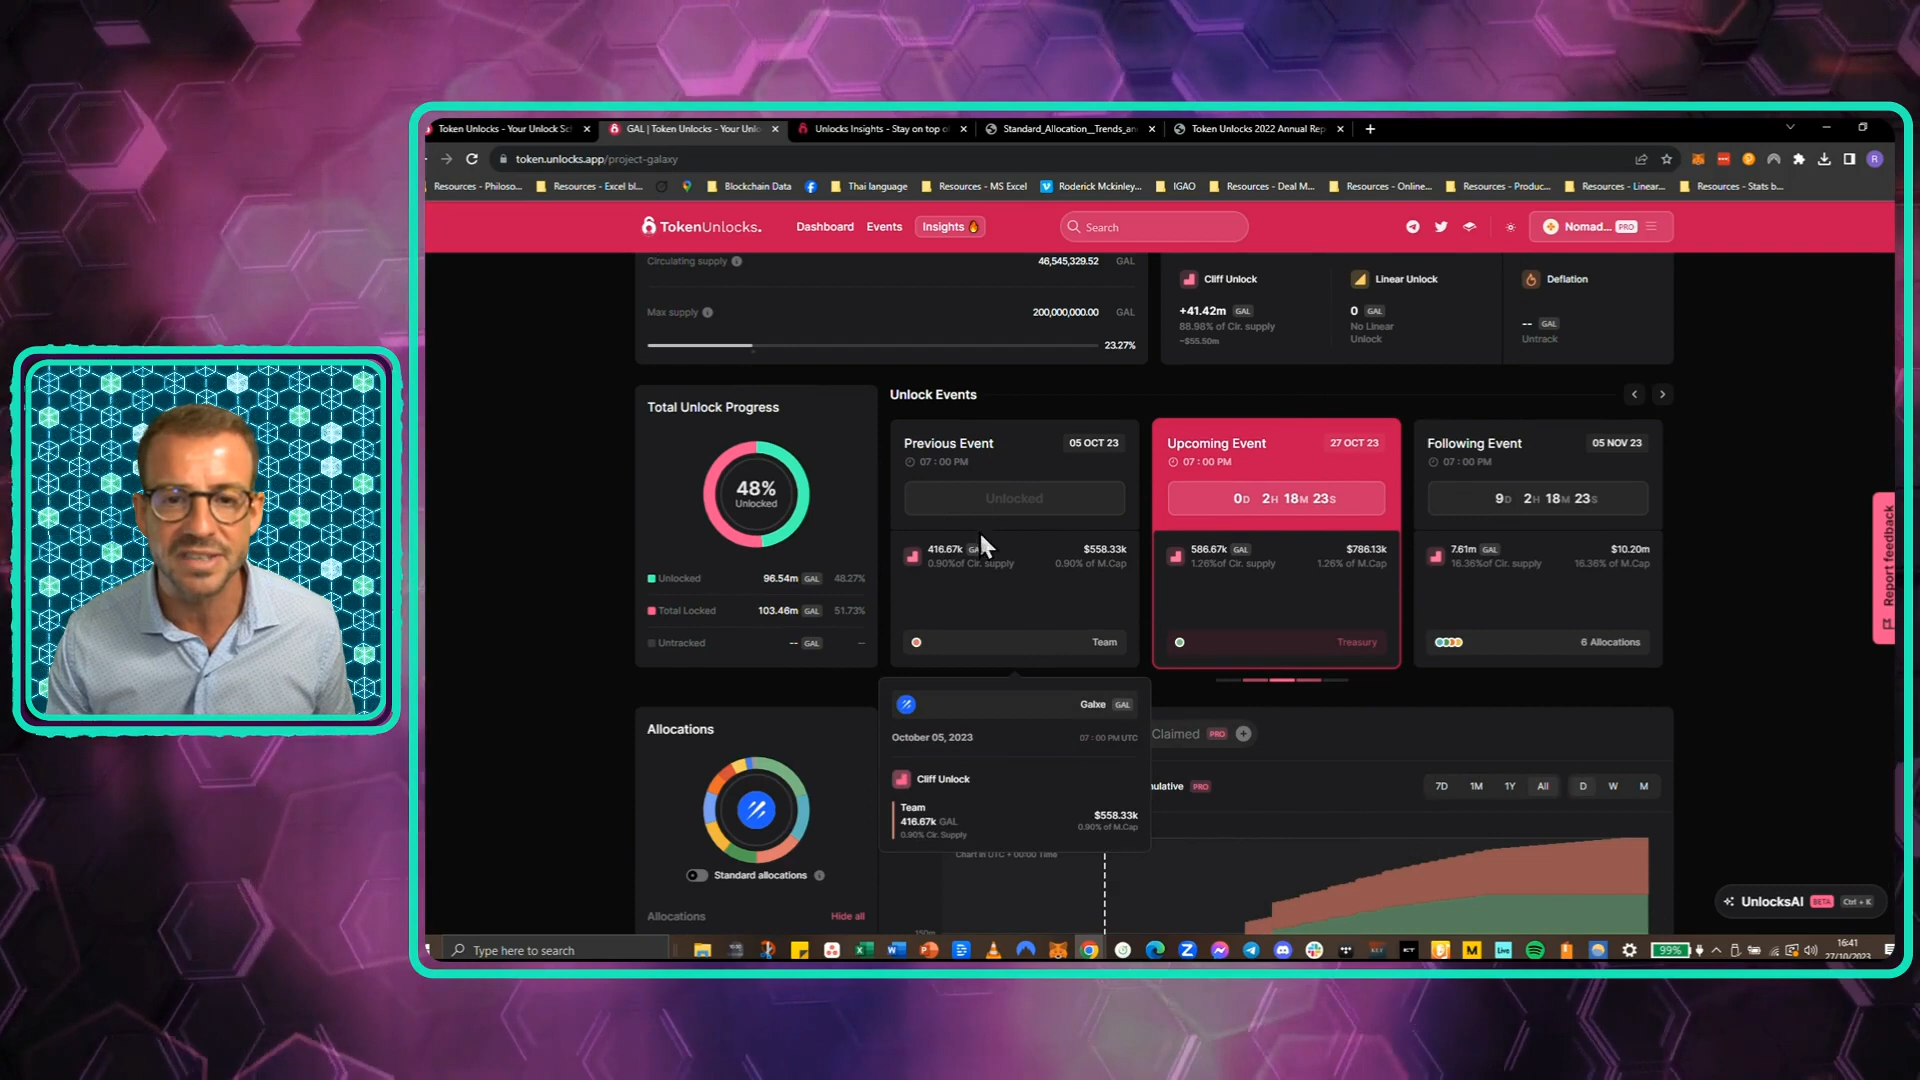 Token Unlocks - Your Unlock Sc
GAL | Token Unlocks - Your Unlo
Unlocks Insights - Stay on top o
Standard_Allocation__Trends_an
Token Unlocks 2022 Annual Rep
token.unlocks.app/project-galaxy
R
Resources - Philoso...
Resources - Excel bl...
Blockchain Data
Thai language
Resources - MS Excel
Roderick Mckinley...
IGAO
Resources - Deal M...
Resources - Online...
Resources - Produc...
Resources - Linear...
Resources - Stats b...
TokenUnlocks.
Dashboard
Events
Insights
Search
Nomad... PRO
Circulating supply
46,545,329.52 GAL
Max supply
200,000,000.00 GAL
23.27%
Cliff Unlock
+41.42m GAL
88.98% of Cir. supply
~$55.50m
Linear Unlock
0 GAL
No Linear
Unlock
Deflation
-- GAL
Untrack
Total Unlock Progress
48%
Unlocked
Unlocked 96.54m GAL 48.27%
Total Locked 103.46m GAL 51.73%
Untracked -- GAL --
Unlock Events
Previous Event 05 OCT 23
07 : 00 PM
Unlocked
416.67k $558.33k
0.90%of Cir. supply 0.90% of M.Cap
Team
Upcoming Event 27 OCT 23
07 : 00 PM
0D 2H 18M 23S
586.67k GAL $786.13k
1.26%of Cir. supply 1.26% of M.Cap
Treasury
Following Event 05 NOV 23
07 : 00 PM
9D 2H 18M 23S
7.61m GAL $10.20m
16.36%of Cir. supply 16.36% of M.Cap
6 Allocations
Report feedback
Galxe GAL
October 05, 2023 07 : 00 PM UTC
Cliff Unlock
Team
416.67k GAL $558.33k
0.90% Cir. Supply 0.90% of M.Cap
Allocations
Standard allocations
Allocations Hide all
Claimed PRO
ulative PRO
7D 1M 1Y All D W M
Chart in UTC + 00:00 Time
150m
UnlocksAI BETA Ctrl + K
Type here to search
99%
16:41
27/10/2023